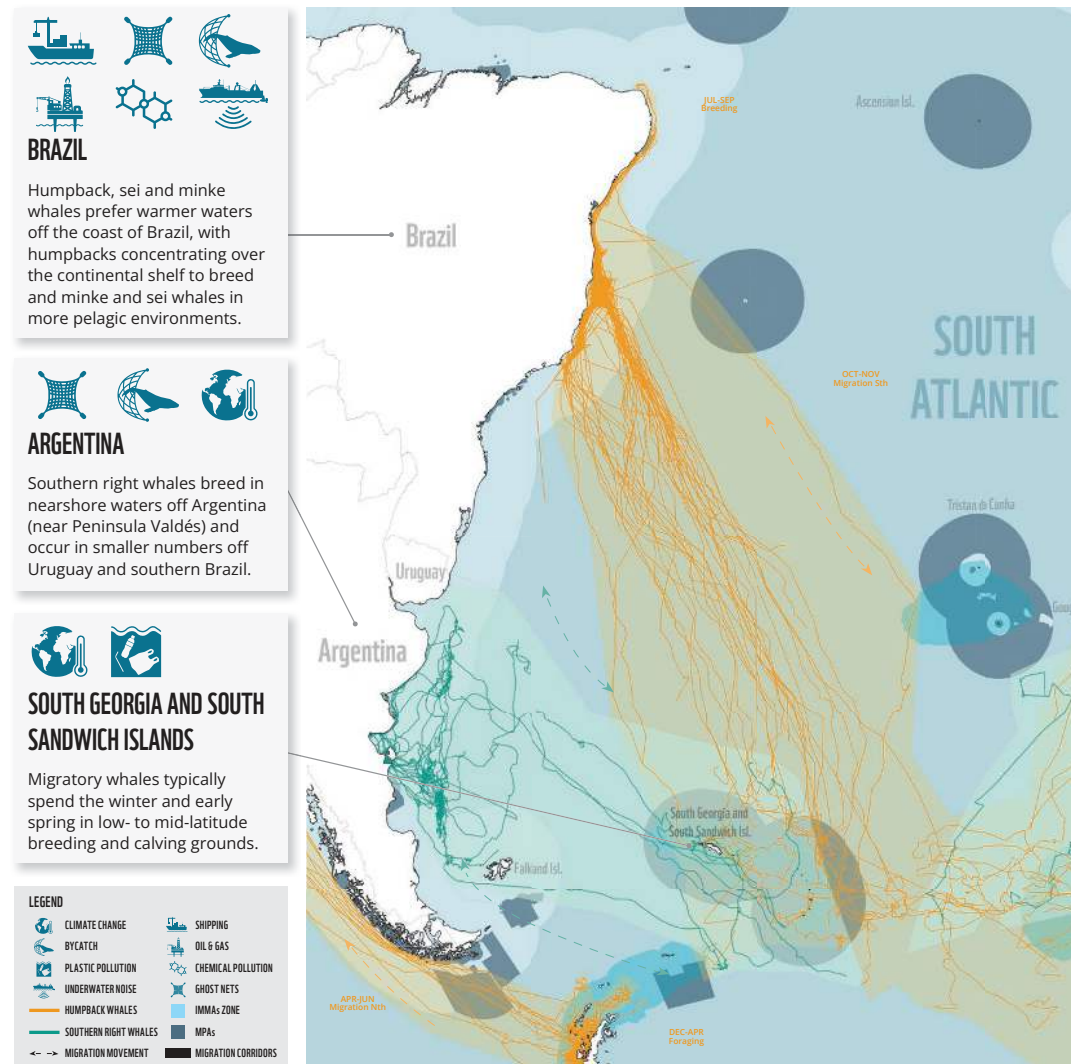 BRAZIL
Humpback, sei and minke
whales prefer warmer waters
off the coast of Brazil, with
humpbacks concentrating over
the continental shelf to breed
and minke and sei whales in
more pelagic environments.
ARGENTINA
Southern right whales breed in
nearshore waters off Argentina
(near Peninsula Valdés) and
occur in smaller numbers off
Uruguay and southern Brazil.
SOUTH GEORGIA AND SOUTH
SANDWICH ISLANDS
Migratory whales typically
spend the winter and early
spring in low- to mid-latitude
breeding and calving grounds.
LEGEND
CLIMATE CHANGE
SHIPPING
BYCATCH
OIL & GAS
PLASTIC POLLUTION
CHEMICAL POLLUTION
UNDERWATER NOISE
GHOST NETS
HUMPBACK WHALES
IMMAs ZONE
SOUTHERN RIGHT WHALES
MPAs
MIGRATION MOVEMENT
MIGRATION CORRIDORS
JUL-SEP
Breeding
Ascension Isl.
Brazil
SOUTH
ATLANTIC
OCT-NOV
Migration Sth
Tristan di Cunha
Uruguay
Argentina
South Georgia and
South Sandwich Isl.
Falkland Isl.
APR-JUN
Migration Nth
DEC-APR
Foraging